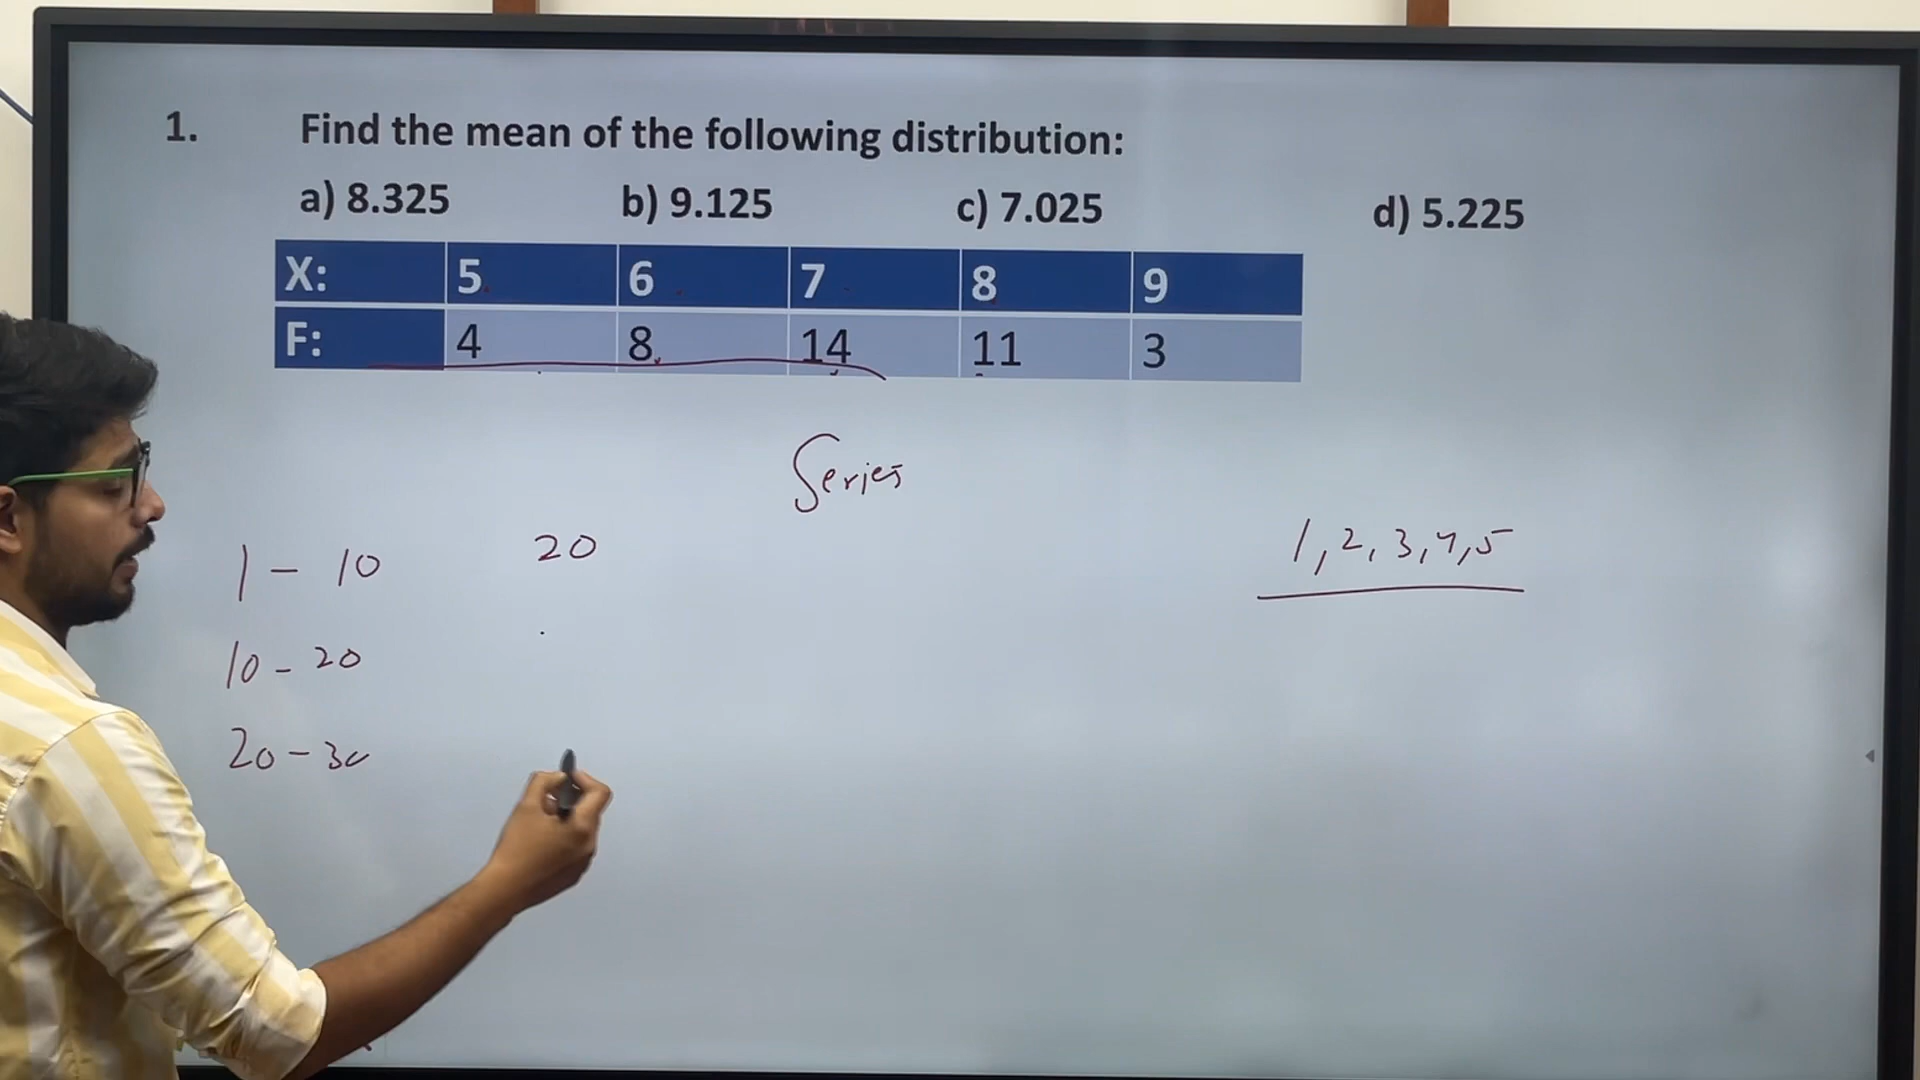 1. Find the mean of the following distribution:
a) 8.325 b) 9.125 c) 7.025 d) 5.225
X: 5 6 7 8 9
F: 4 8 14 11 3
Series
1 - 10 20 1, 2, 3, 4, 5
10 - 20
20 - 30